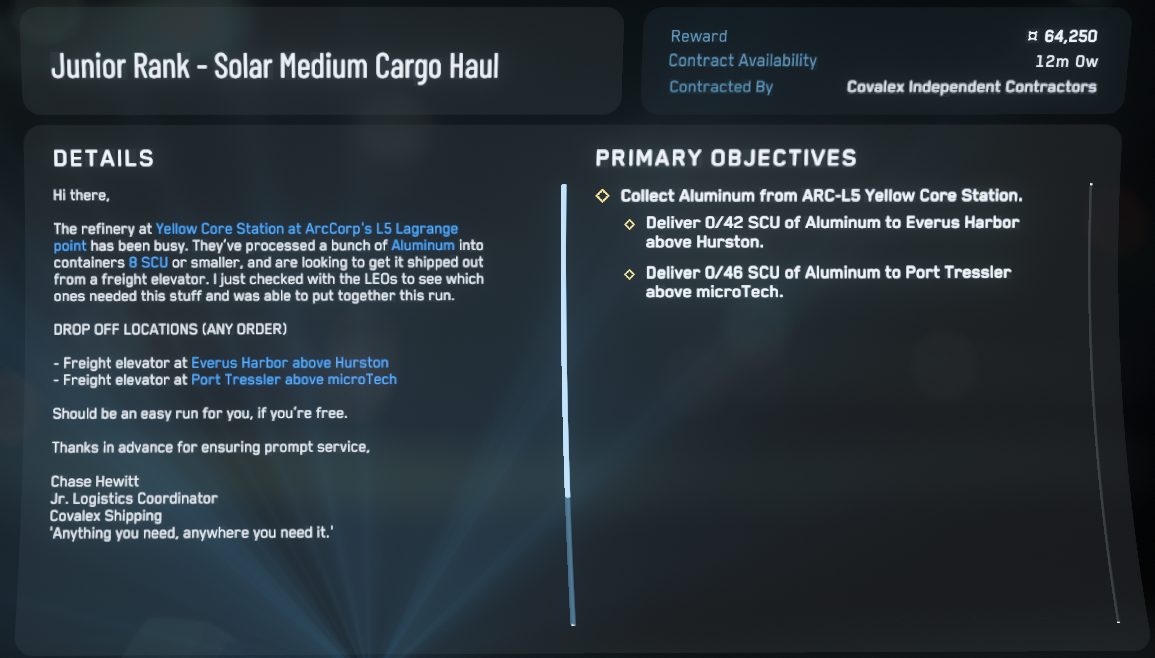 Junior Rank - Solar Medium Cargo Haul
Reward ¤ 64,250
Contract Availability 12m 0w
Contracted By Covalex Independent Contractors
DETAILS
Hi there,
The refinery at Yellow Core Station at ArcCorp's L5 Lagrange
point has been busy. They've processed a bunch of Aluminum into
containers 8 SCU or smaller, and are looking to get it shipped out
from a freight elevator. I just checked with the LEOs to see which
ones needed this stuff and was able to put together this run.
DROP OFF LOCATIONS (ANY ORDER)
- Freight elevator at Everus Harbor above Hurston
- Freight elevator at Port Tressler above microTech
Should be an easy run for you, if you're free.
Thanks in advance for ensuring prompt service,
Chase Hewitt
Jr. Logistics Coordinator
Covalex Shipping
'Anything you need, anywhere you need it.'
PRIMARY OBJECTIVES
Collect Aluminum from ARC-L5 Yellow Core Station.
Deliver 0/42 SCU of Aluminum to Everus Harbor
above Hurston.
Deliver 0/46 SCU of Aluminum to Port Tressler
above microTech.